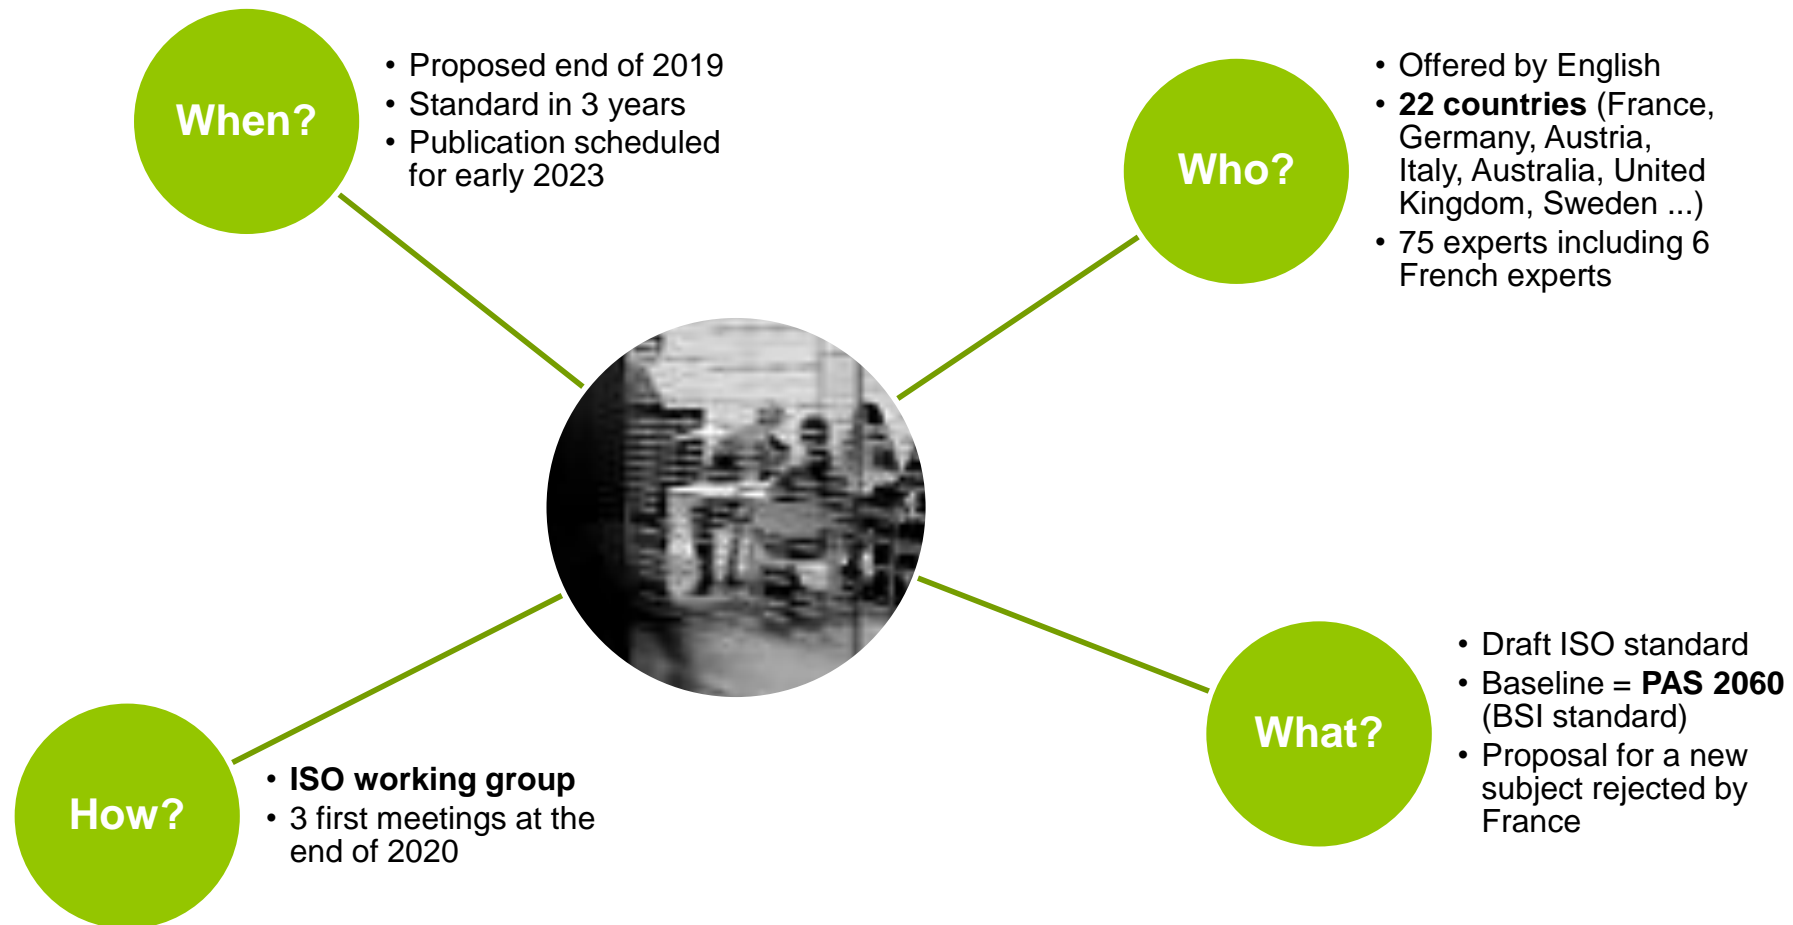 When?
• Proposed end of 2019
• Standard in 3 years
• Publication scheduled
for early 2023
Who?
• Offered by English
• 22 countries (France,
Germany, Austria,
Italy, Australia, United
Kingdom, Sweden ...)
• 75 experts including 6
French experts
How?
• ISO working group
• 3 first meetings at the
end of 2020
What?
• Draft ISO standard
• Baseline = PAS 2060
(BSI standard)
• Proposal for a new
subject rejected by
France